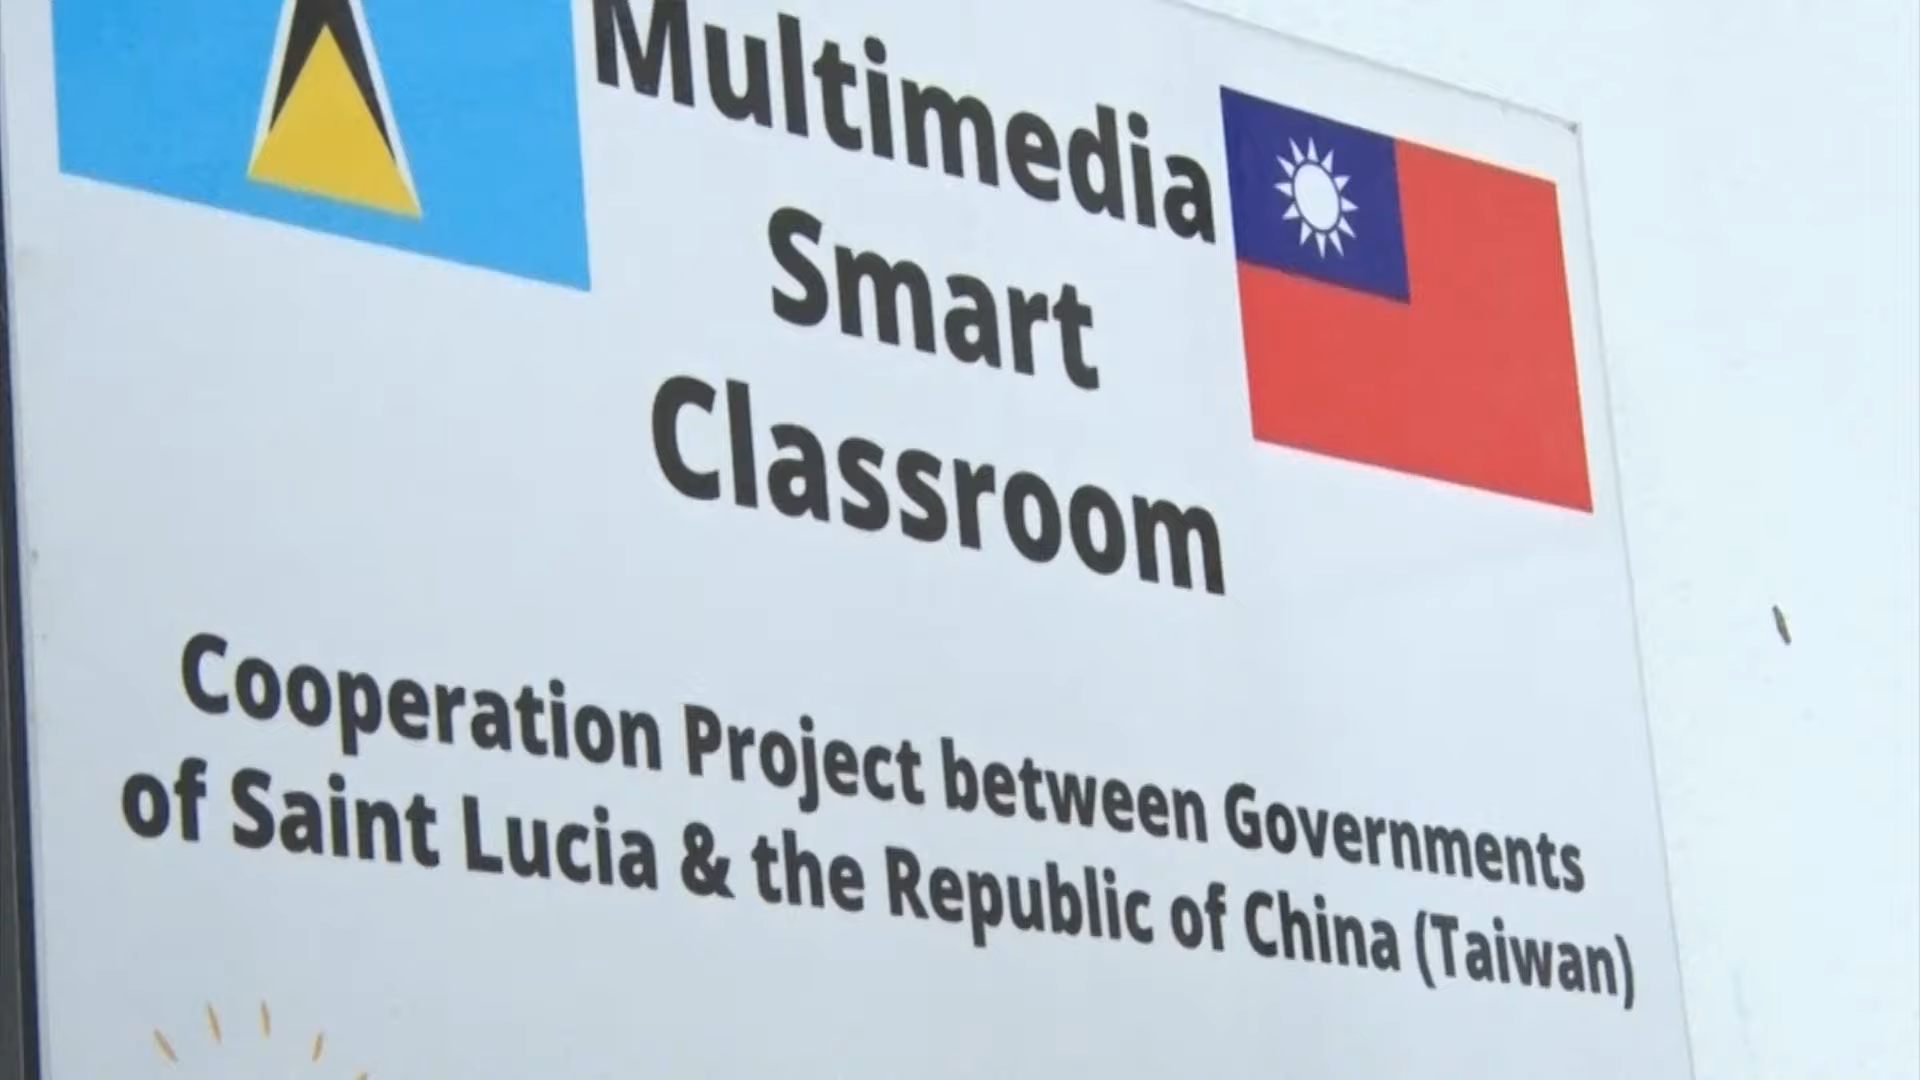 Multimedia
Smart
Classroom
Cooperation Project between Governments
of Saint Lucia & the Republic of China (Taiwan)